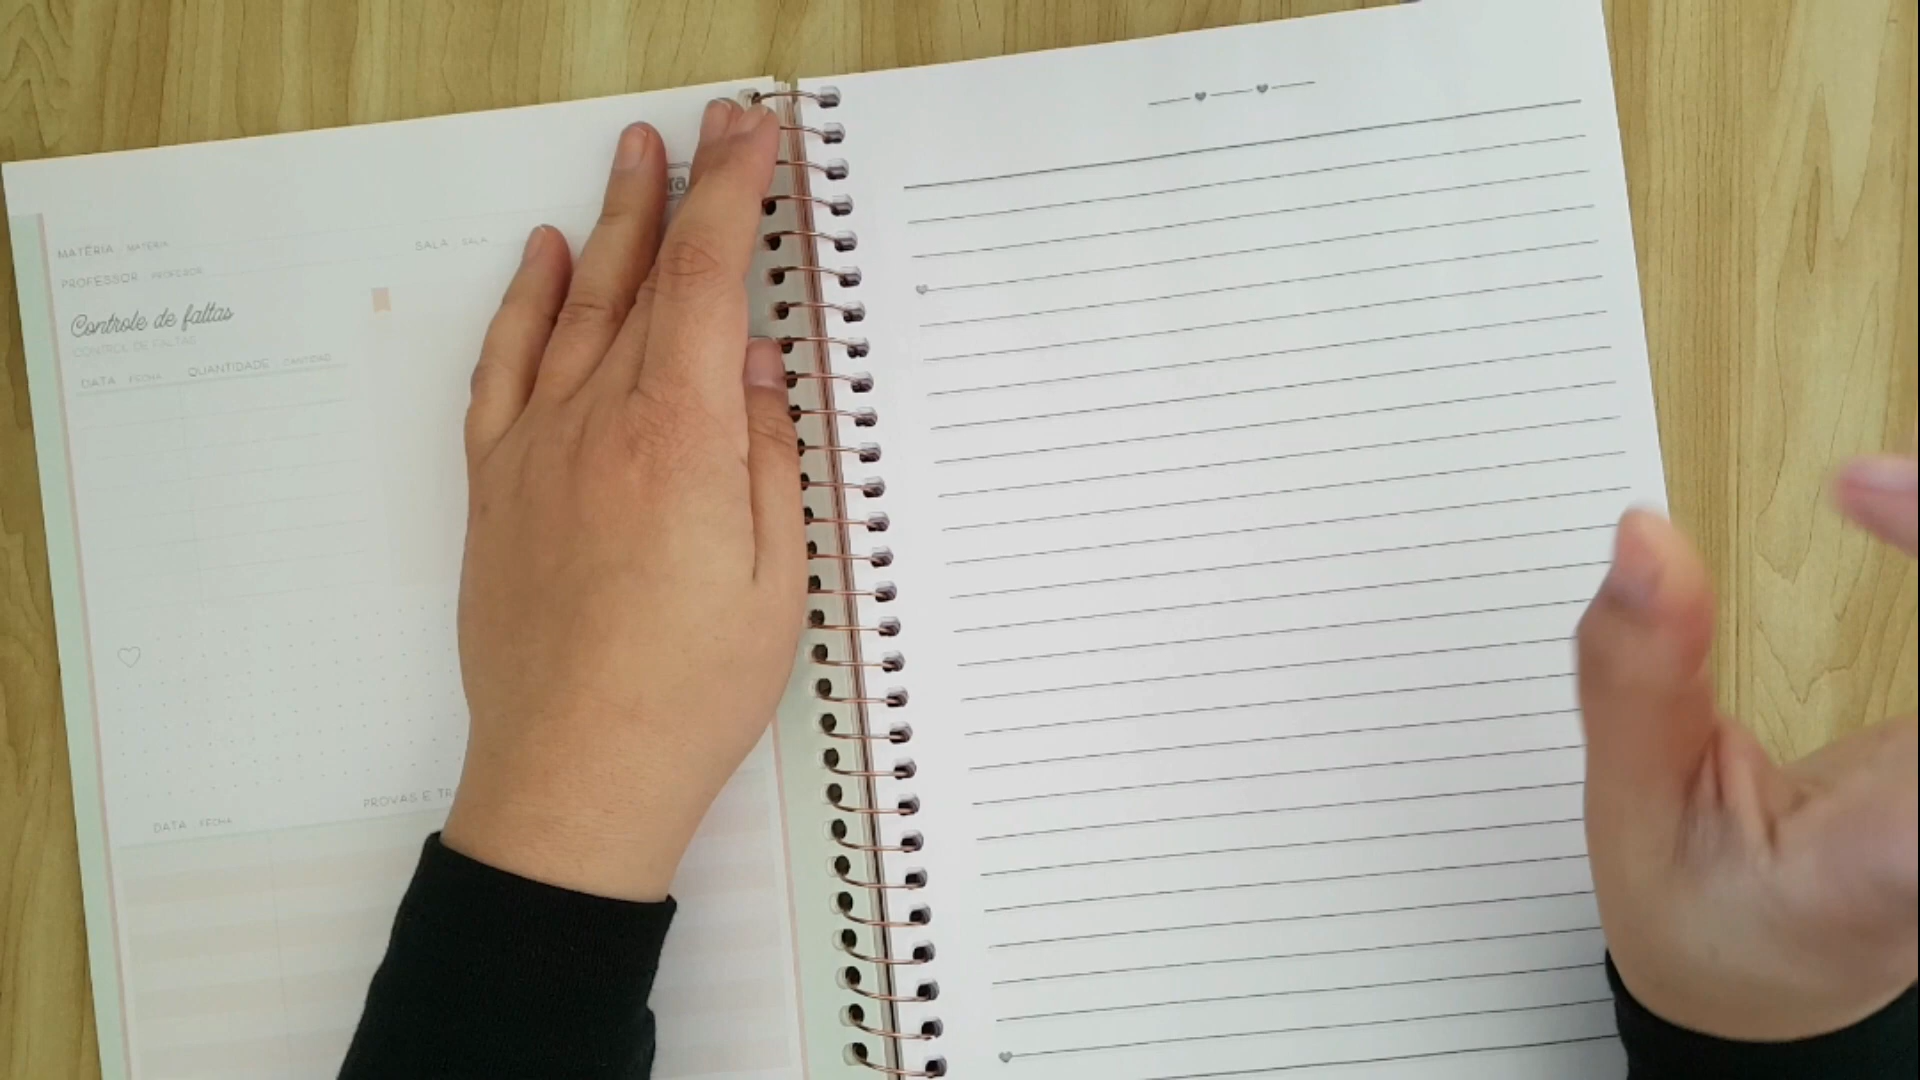 ra
MATÉRIA | MATERIA
SALA | SALA
PROFESSOR | PROFESOR
Controle de faltas
CONTROL DE FALTAS
DATA | FECHA QUANTIDADE | CANTIDAD
PROVAS E TR
DATA | FECHA